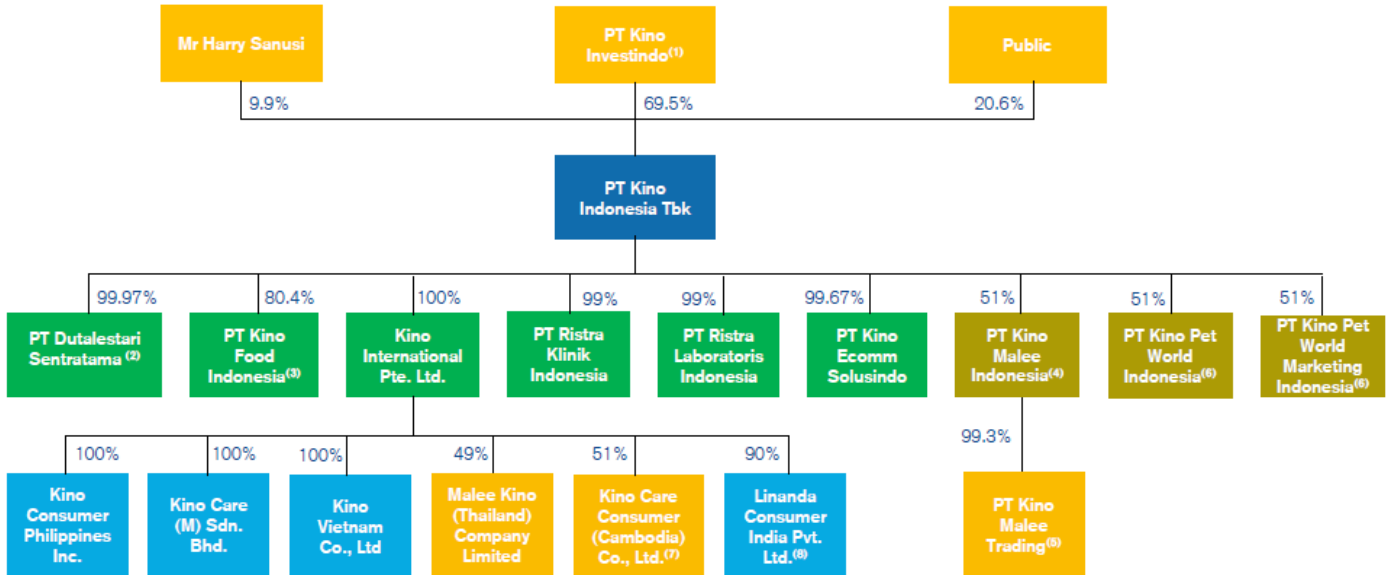 Mr Harry Sanusi
PT Kino
Investindo(1)
Public
9.9%
69.5%
20.6%
PT Kino
Indonesia Tbk
99.97%
80.4%
100%
99%
99%
99.67%
51%
51%
51%
PT Dutalestari
Sentratama (2)
PT Kino
Food
Indonesia(3)
Kino
International
Pte. Ltd.
PT Ristra
Klinik
Indonesia
PT Ristra
Laboratoris
Indonesia
PT Kino
Ecomm
Solusindo
PT Kino
Malee
Indonesia(4)
PT Kino Pet
World
Indonesia(6)
PT Kino Pet
World
Marketing
Indonesia(6)
100%
100%
100%
49%
51%
90%
99.3%
Kino
Consumer
Philippines
Inc.
Kino Care
(M) Sdn.
Bhd.
Kino
Vietnam
Co., Ltd
Malee Kino
(Thailand)
Company
Limited
Kino Care
Consumer
(Cambodia)
Co., Ltd.(7)
Linanda
Consumer
India Pvt.
Ltd.(8)
PT Kino
Malee
Trading(5)